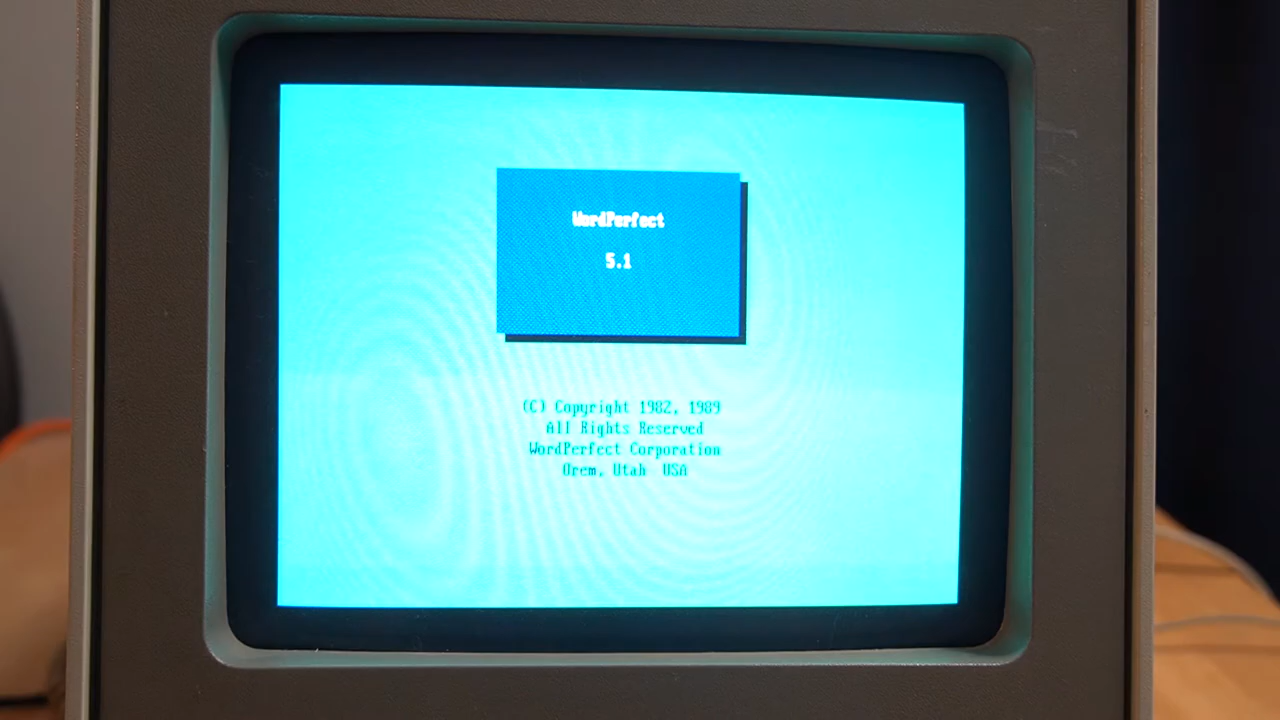 WordPerfect
5.1
(C) Copyright 1982, 1989
All Rights Reserved
WordPerfect Corporation
Orem, Utah USA